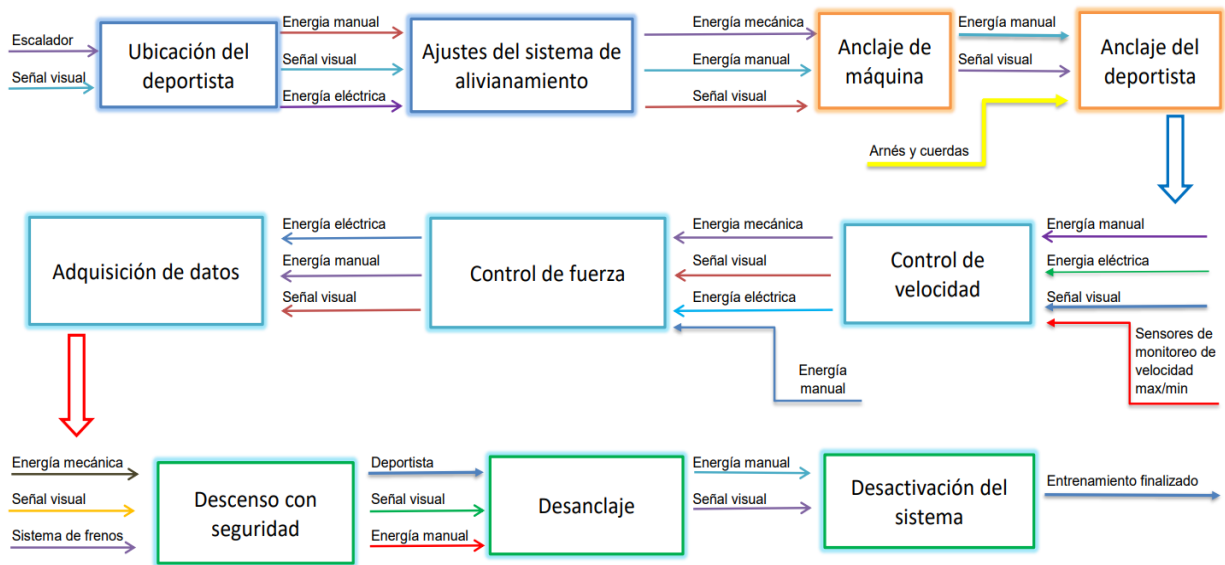 Escalador
Señal visual
Ubicación del
deportista
Energia manual
Señal visual
Energía eléctrica
Ajustes del sistema de
alivianamiento
Energía mecánica
Energía manual
Señal visual
Anclaje de
máquina
Energía manual
Señal visual
Arnés y cuerdas
Anclaje del
deportista
Energía manual
Energia eléctrica
Señal visual
Sensores de
monitoreo de
velocidad
max/min
Control de
velocidad
Energia mecánica
Señal visual
Energía eléctrica
Energía
manual
Control de fuerza
Energía eléctrica
Energía manual
Señal visual
Adquisición de datos
Energía mecánica
Señal visual
Sistema de frenos
Descenso con
seguridad
Deportista
Señal visual
Energía manual
Desanclaje
Energía manual
Señal visual
Desactivación del
sistema
Entrenamiento finalizado